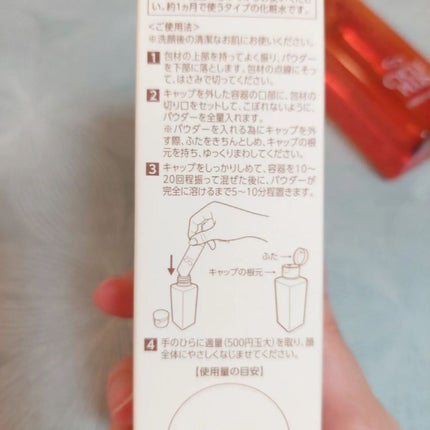 い。約1ヵ月で使うタイプの化粧水です。
<ご使用法>
※洗顔後の清潔なお肌にお使いください。
1 包材の上部を持ってよく振り、パウダー
を下部に落とします。包材の点線にそっ
て、はさみで切ってください。
2 キャップを外した容器の口部に、包材の
切り口をセットして、こぼれないように、
パウダーを全量入れます。
※パウダーを入れる為にキャップを外
す際、ふたをきちんとしめ、キャップの根
元を持ち、ゆっくりまわしてください。
3 キャップをしっかりしめて、容器を10〜
20回程振って混ぜた後に、パウダーが
完全に溶けるまで5〜10分程置きます。
ふた
キャップの根元
4 手のひらに適量(500円玉大)を取り、顔
全体にやさしくなじませてください。
【使用量の目安】